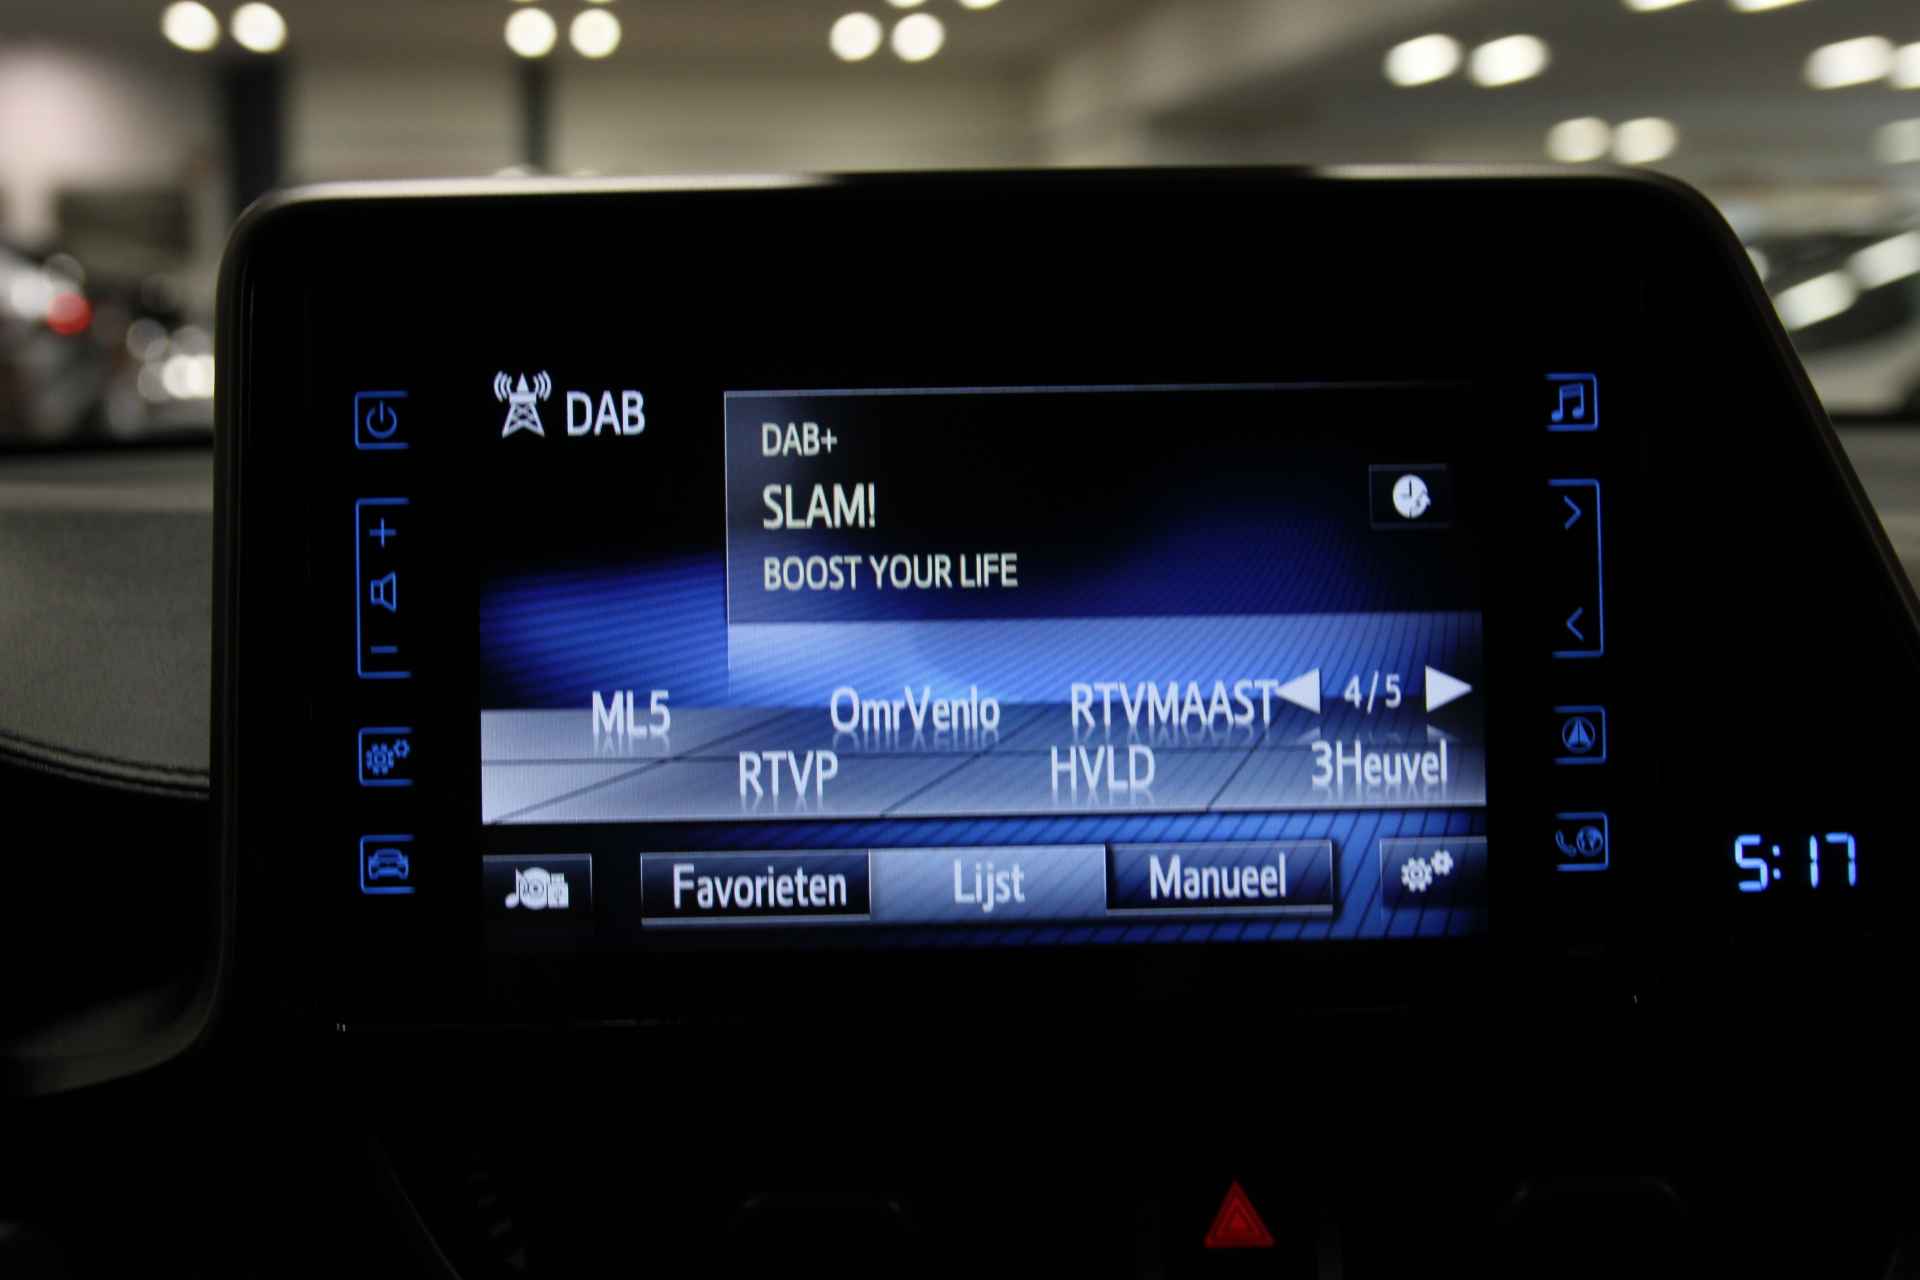 DAB
DAB+
SLAM!
BOOST YOUR LIFE
ML5 OmrVenlo RTVMAAST 4/5
RTVP HVLD 3Heuvel
Favorieten Lijst Manueel
5:17